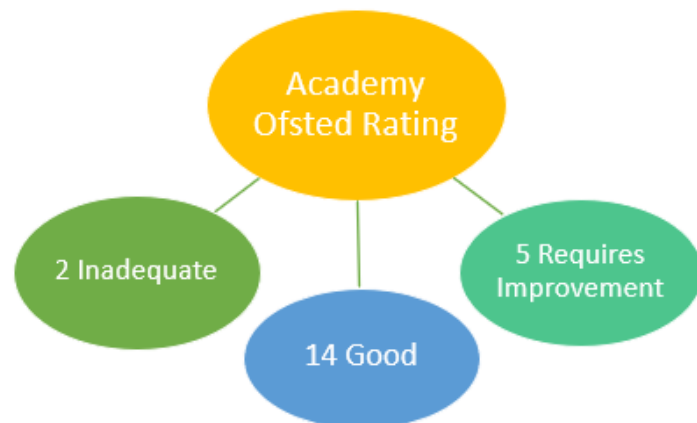 Academy
Ofsted Rating
2 Inadequate
5 Requires
Improvement
14 Good